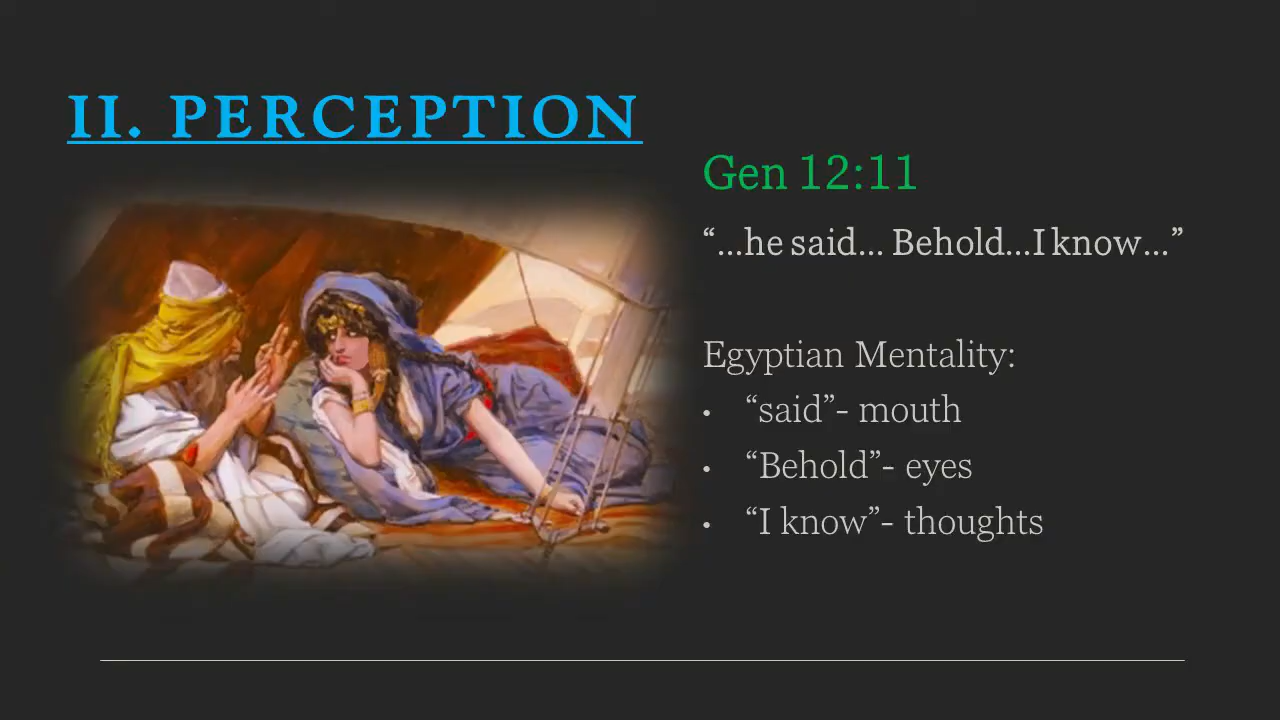 II. PERCEPTION
Gen 12:11
“…he said… Behold…I know…”
Egyptian Mentality:
• “said”- mouth
• “Behold”- eyes
• “I know”- thoughts